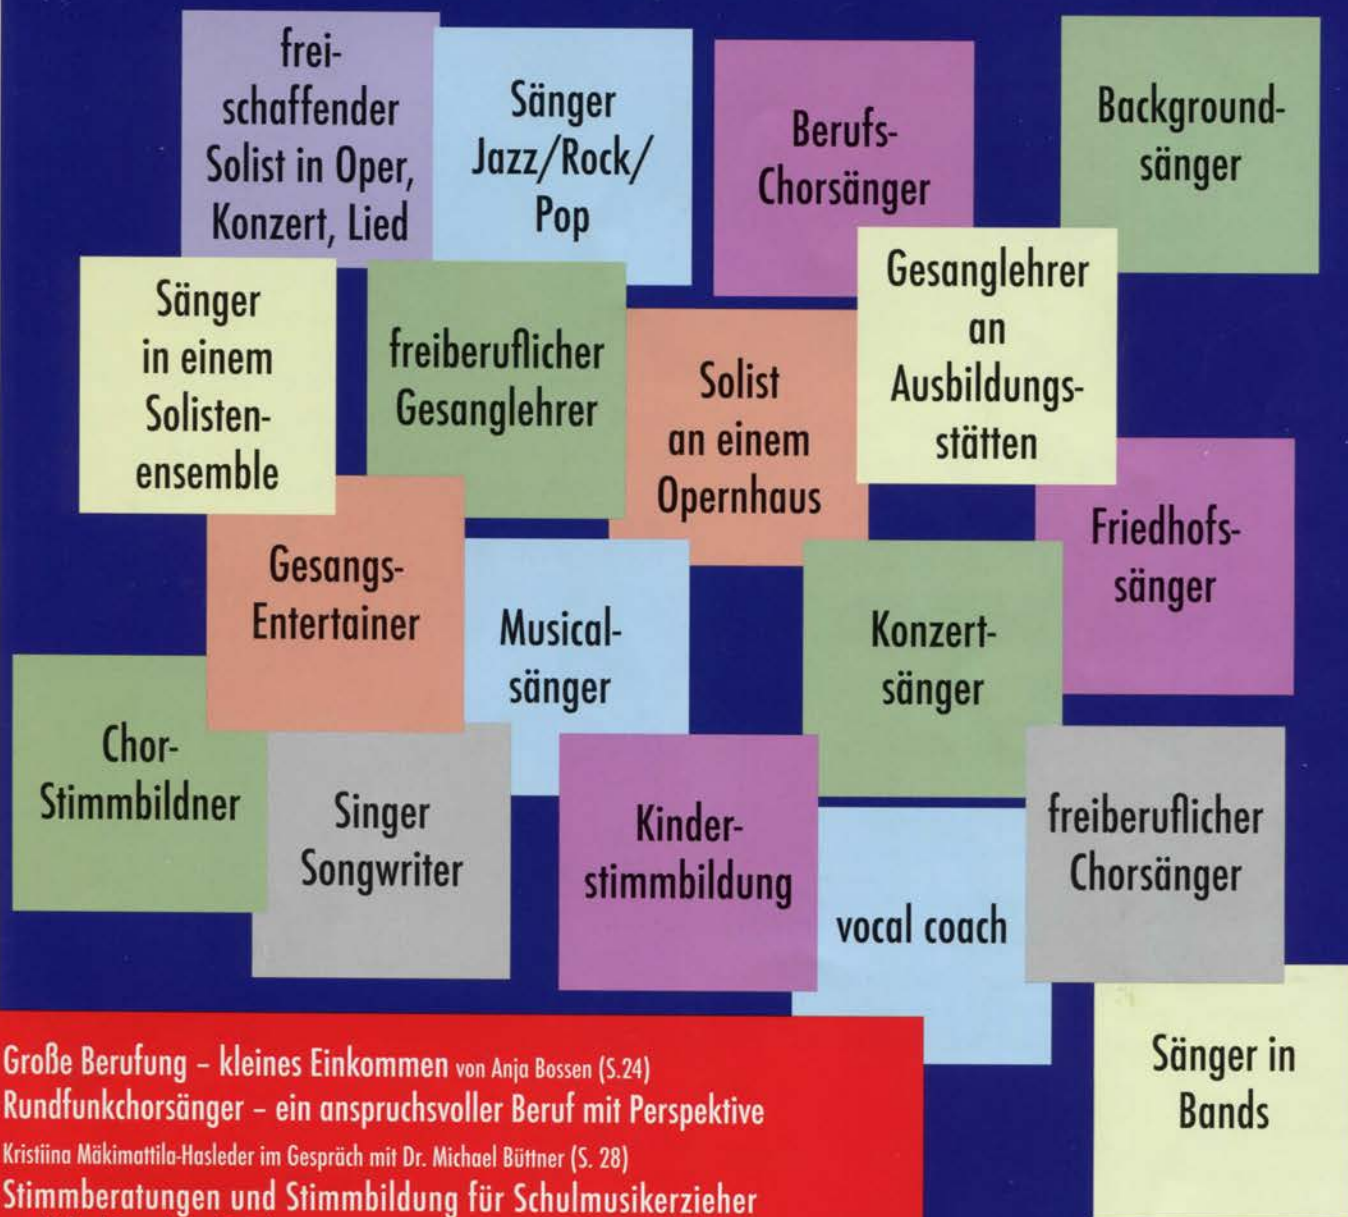 frei-
schaffender
Solist in Oper,
Konzert, Lied
Sänger
Jazz/Rock/
Pop
Berufs-
Chorsänger
Background-
sänger
Sänger
in einem
Solisten-
ensemble
freiberuflicher
Gesanglehrer
Solist
an einem
Opernhaus
Gesanglehrer
an
Ausbildungs-
stätten
Friedhofs-
sänger
Gesangs-
Entertainer
Musical-
sänger
Konzert-
sänger
Chor-
Stimmbildner
Singer
Songwriter
Kinder-
stimmbildung
vocal coach
freiberuflicher
Chorsänger
Sänger in
Bands
Große Berufung – kleines Einkommen von Anja Bossen (S.24)
Rundfunkchorsänger – ein anspruchsvoller Beruf mit Perspektive
Kristiina Mäkimattila-Hasleder im Gespräch mit Dr. Michael Büttner (S. 28)
Stimmberatungen und Stimmbildung für Schulmusikerzieher